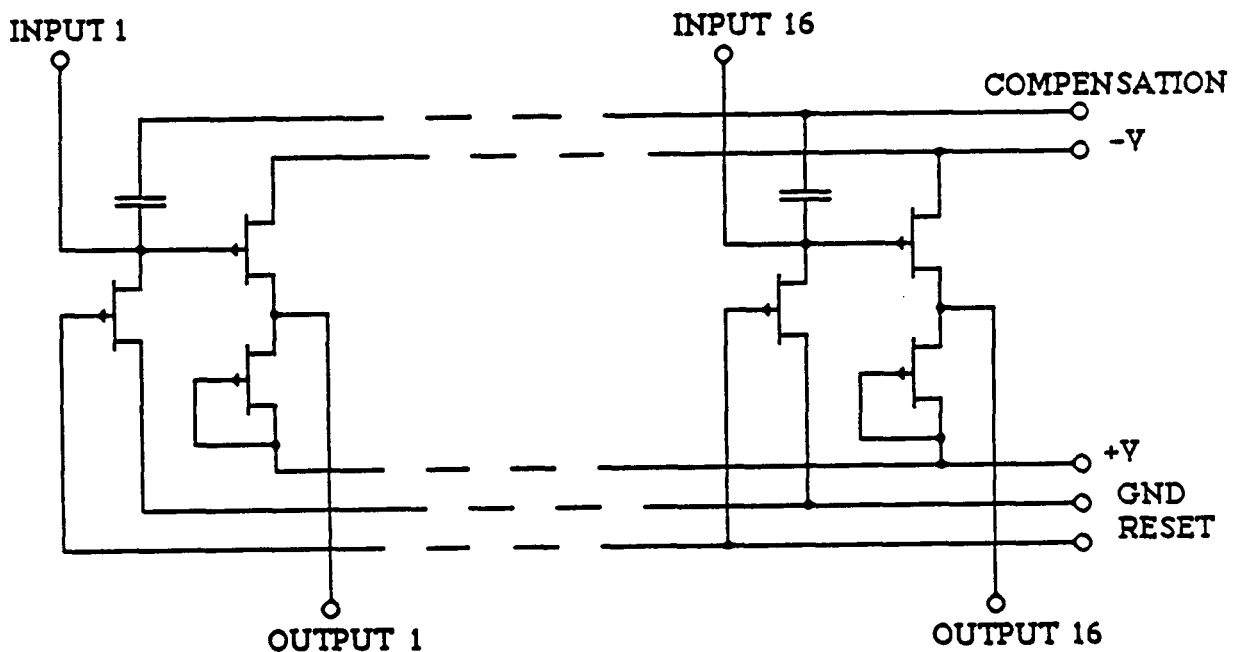 INPUT 1
INPUT 16
COMPENSATION
-V
+V
GND
RESET
OUTPUT 1
OUTPUT 16